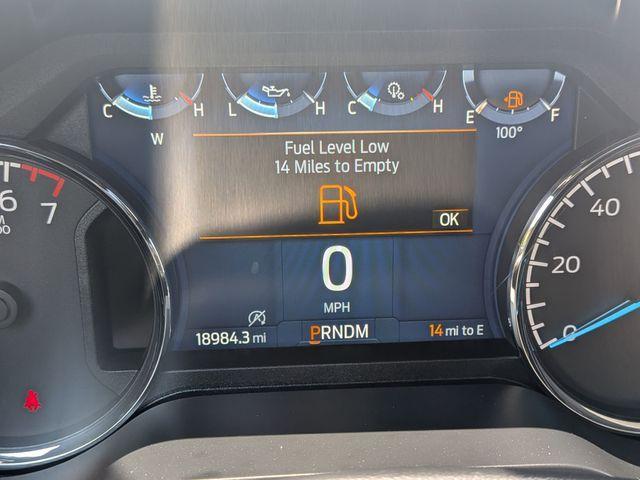 C H L H C H E F
W 100°
Fuel Level Low
14 Miles to Empty
OK
6 7
40
20
0
0
MPH
18984.3 mi
PRNDM
14 mi to E